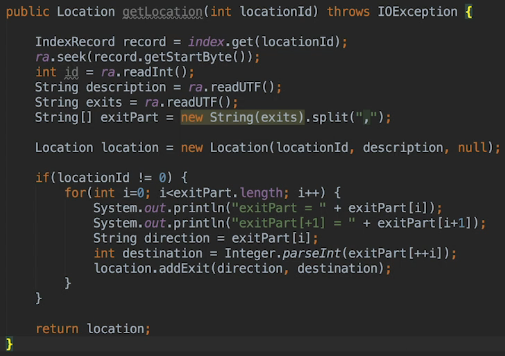 public Location getLocation(int locationId) throws IOException {
IndexRecord record = index.get(locationId);
ra.seek(record.getStartByte());
int id = ra.readInt();
String description = ra.readUTF();
String exits = ra.readUTF();
String[] exitPart = new String(exits).split(",");
Location location = new Location(locationId, description, null);
if(locationId != 0) {
for(int i=0; i<exitPart.length; i++) {
System.out.println("exitPart = " + exitPart[i]);
System.out.println("exitPart[+1] = " + exitPart[i+1]);
String direction = exitPart[i];
int destination = Integer.parseInt(exitPart[++i]);
location.addExit(direction, destination);
}
}
return location;
}